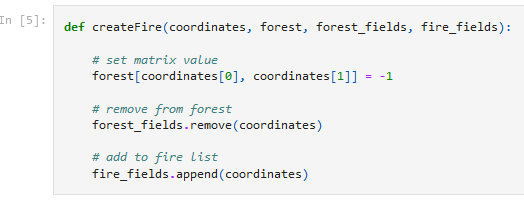 In [5]:
def createFire(coordinates, forest, forest_fields, fire_fields):
# set matrix value
forest[coordinates[0], coordinates[1]] = -1
# remove from forest
forest_fields.remove(coordinates)
# add to fire list
fire_fields.append(coordinates)